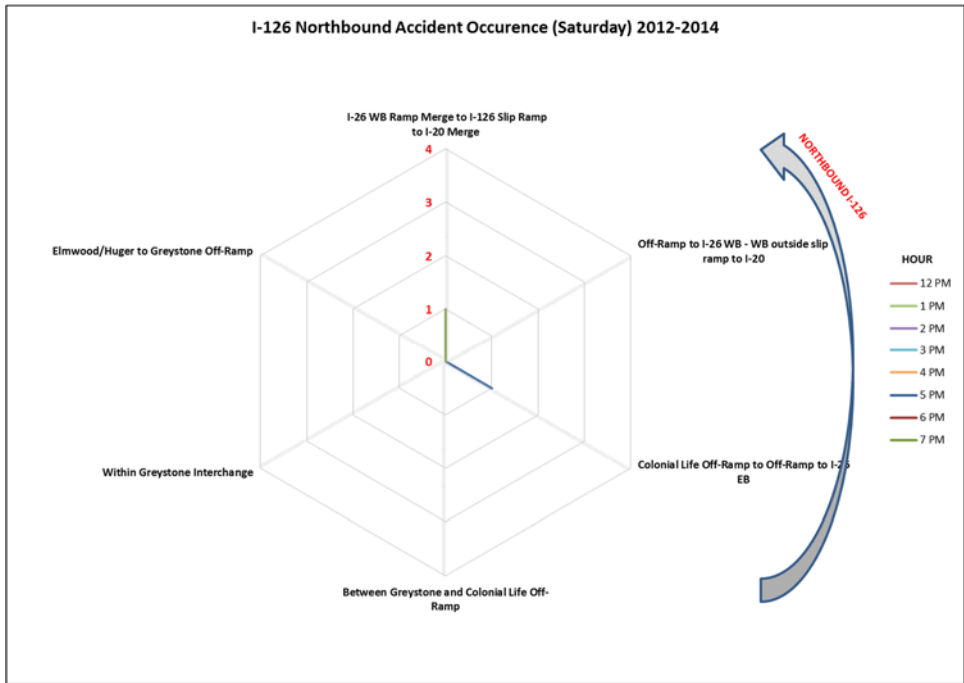 I-126 Northbound Accident Occurence (Saturday) 2012-2014
I-26 WB Ramp Merge to I-126 Slip Ramp
to I-20 Merge
4
3
2
1
0
Off-Ramp to I-26 WB - WB outside slip
ramp to I-20
Colonial Life Off-Ramp to Off-Ramp to I-26
EB
Between Greystone and Colonial Life Off-
Ramp
Within Greystone Interchange
Elmwood/Huger to Greystone Off-Ramp
NORTHBOUND I-126
HOUR
12 PM
1 PM
2 PM
3 PM
4 PM
5 PM
6 PM
7 PM